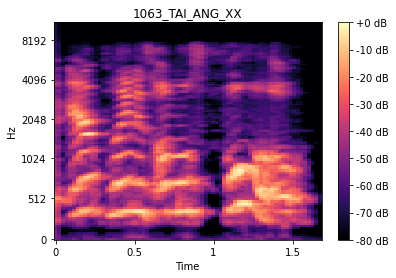 1063_TAI_ANG_XX
+0 dB
8192
-10 dB
4096
-20 dB
-30 dB
2048
Hz
-40 dB
1024
-50 dB
512
-60 dB
-70 dB
0
-80 dB
0
0.5
1
1.5
Time